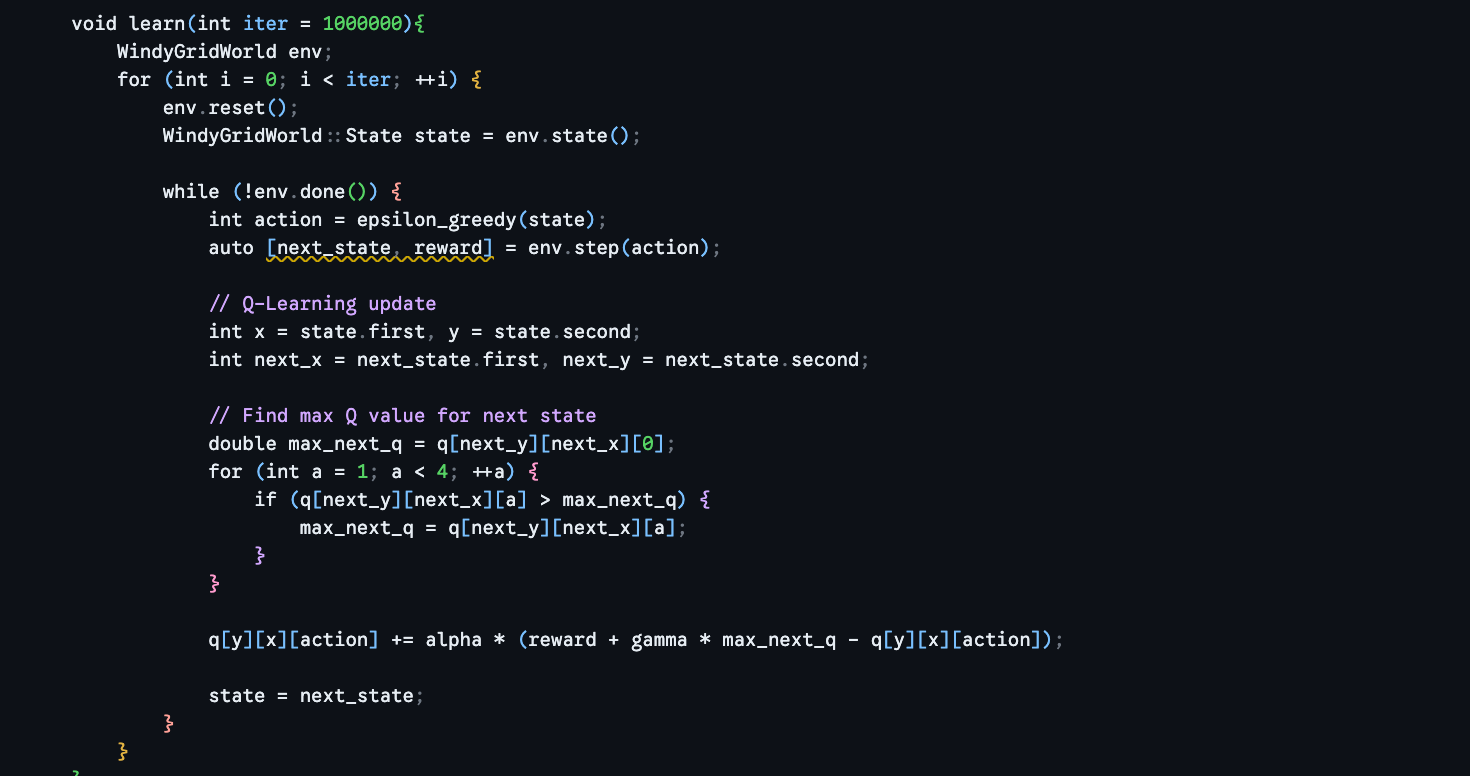 void learn(int iter = 1000000){
    WindyGridWorld env;
    for (int i = 0; i < iter; ++i) {
        env.reset();
        WindyGridWorld::State state = env.state();

        while (!env.done()) {
            int action = epsilon_greedy(state);
            auto [next_state, reward] = env.step(action);

            // Q-Learning update
            int x = state.first, y = state.second;
            int next_x = next_state.first, next_y = next_state.second;

            // Find max Q value for next state
            double max_next_q = q[next_y][next_x][0];
            for (int a = 1; a < 4; ++a) {
                if (q[next_y][next_x][a] > max_next_q) {
                    max_next_q = q[next_y][next_x][a];
                }
            }

            q[y][x][action] += alpha * (reward + gamma * max_next_q - q[y][x][action]);

            state = next_state;
        }
    }
}